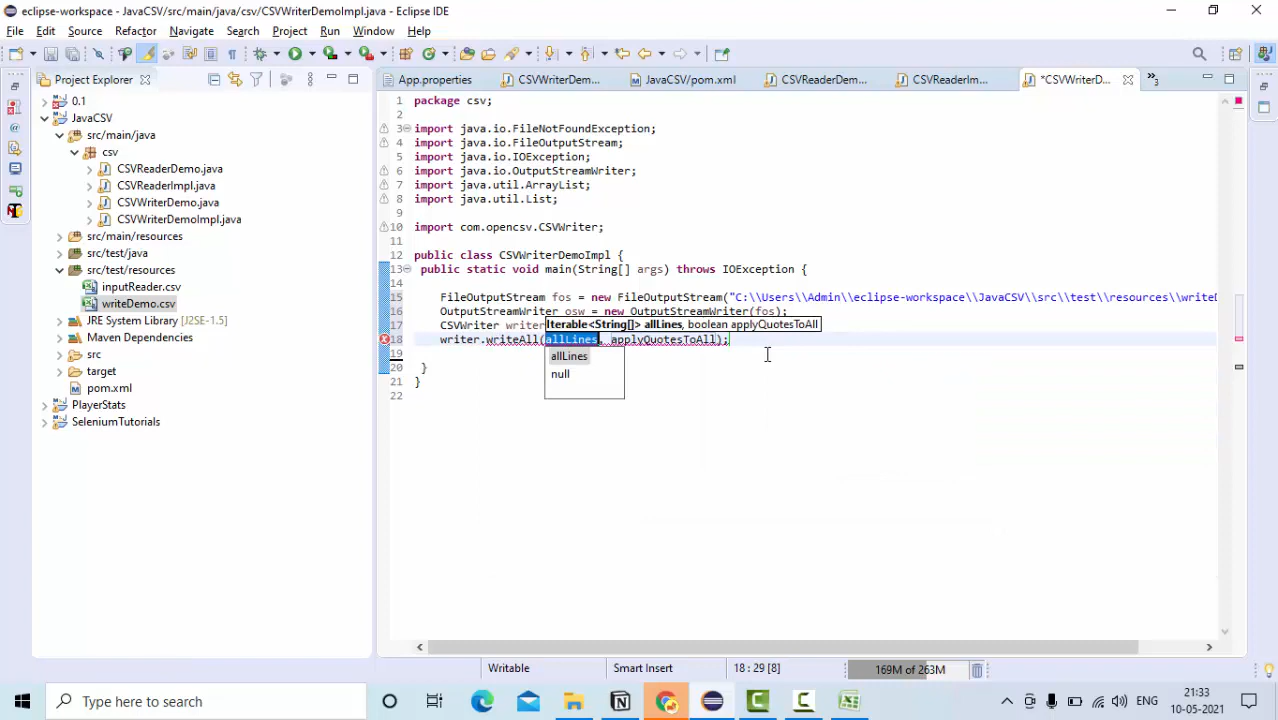 eclipse-workspace - JavaCSV/src/main/java/csv/CSVWriterDemoImpl.java - Eclipse IDE
File Edit Source Refactor Navigate Search Project Run Window Help
Project Explorer
App.properties
CSVWriterDem...
JavaCSV/pom.xml
CSVReaderDem...
CSVReaderIm...
*CSVWriterD...
»3
0.1
JavaCSV
src/main/java
csv
CSVReaderDemo.java
CSVReaderImpl.java
CSVWriterDemo.java
CSVWriterDemoImpl.java
src/main/resources
src/test/java
src/test/resources
inputReader.csv
writeDemo.csv
JRE System Library [J2SE-1.5]
Maven Dependencies
src
target
pom.xml
PlayerStats
SeleniumTutorials
1 package csv;
2
3 import java.io.FileNotFoundException;
4 import java.io.FileOutputStream;
5 import java.io.IOException;
6 import java.io.OutputStreamWriter;
7 import java.util.ArrayList;
8 import java.util.List;
9
10 import com.opencsv.CSVWriter;
11
12 public class CSVWriterDemoImpl {
13 public static void main(String[] args) throws IOException {
14
15 FileOutputStream fos = new FileOutputStream("C:\\Users\\Admin\\eclipse-workspace\\JavaCSV\\src\\test\\resources\\writeD
16 OutputStreamWriter osw = new OutputStreamWriter(fos);
17 CSVWriter writer
Iterable<String[]> allLines, boolean applyQuotesToAll
18 writer.writeAll(allLines, applyQuotesToAll);
19
allLines
null
20 }
21 }
22
Writable
Smart Insert
18 : 29 [8]
169M of 263M
Type here to search
ENG
21:33
10-05-2021